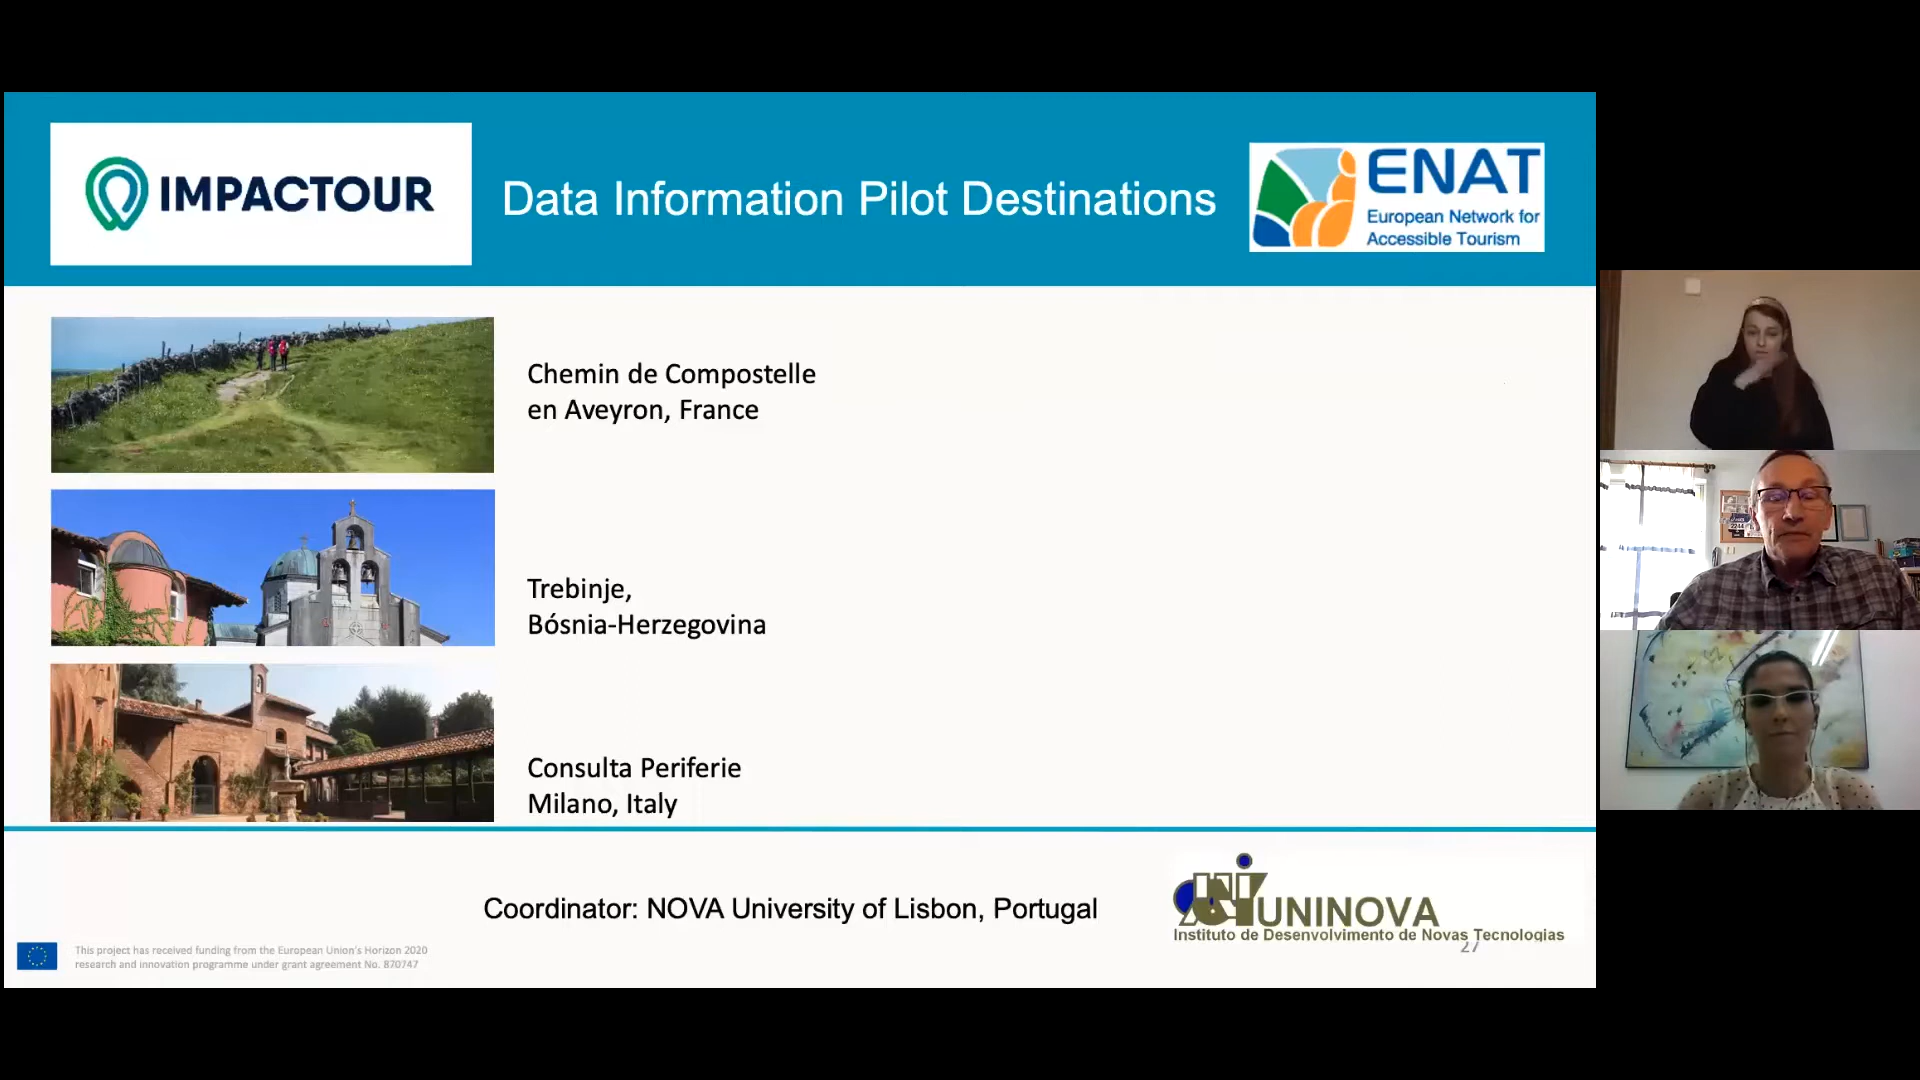 IMPACTOUR
Data Information Pilot Destinations
ENAT
European Network for
Accessible Tourism
Chemin de Compostelle
en Aveyron, France
Trebinje,
Bósnia-Herzegovina
Consulta Periferie
Milano, Italy
Coordinator: NOVA University of Lisbon, Portugal
UNINOVA
Instituto de Desenvolvimento de Novas Tecnologias
27
This project has received funding from the European Union's Horizon 2020
research and innovation programme under grant agreement No. 870747
2244